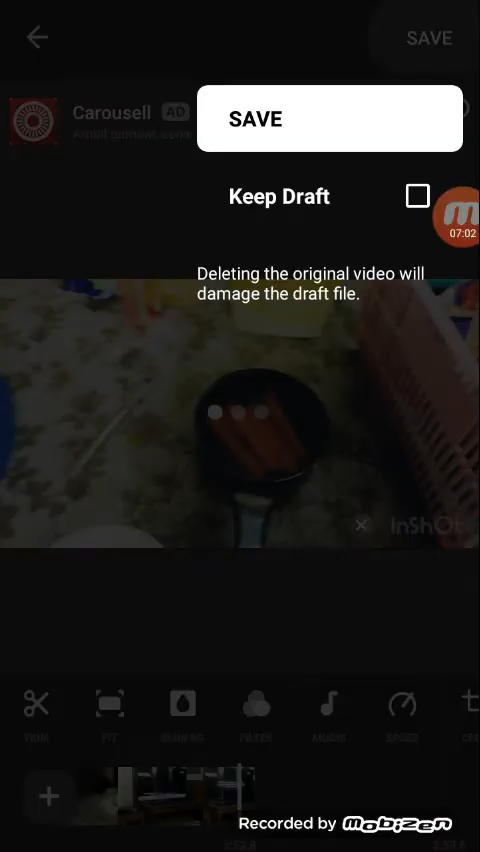 SAVE
Carousell AD
SAVE
Keep Draft
07:02
Deleting the original video will
damage the draft file.
InShOt
TRIM
FIT
FILTER
MUSIC
SPEED
Recorded by Mobizen